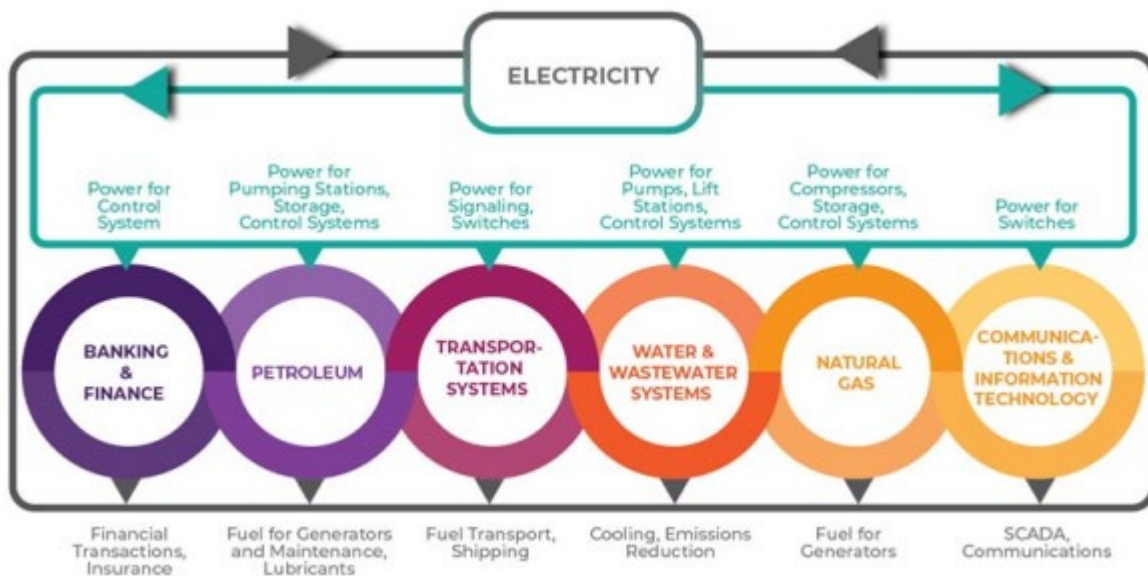 ELECTRICITY
Power for
Control
System
Power for
Pumping Stations,
Storage,
Control Systems
Power for
Signaling,
Switches
Power for
Pumps, Lift
Stations,
Control Systems
Power for
Compressors,
Storage,
Control Systems
Power for
Switches
BANKING &
FINANCE
PETROLEUM
TRANSPOR-
TATION
SYSTEMS
WATER &
WASTEWATER
SYSTEMS
NATURAL
GAS
COMMUNICA-
TIONS &
INFORMATION
TECHNOLOGY
Financial
Transactions,
Insurance
Fuel for Generators
and Maintenance,
Lubricants
Fuel Transport,
Shipping
Cooling, Emissions
Reduction
Fuel for
Generators
SCADA,
Communications